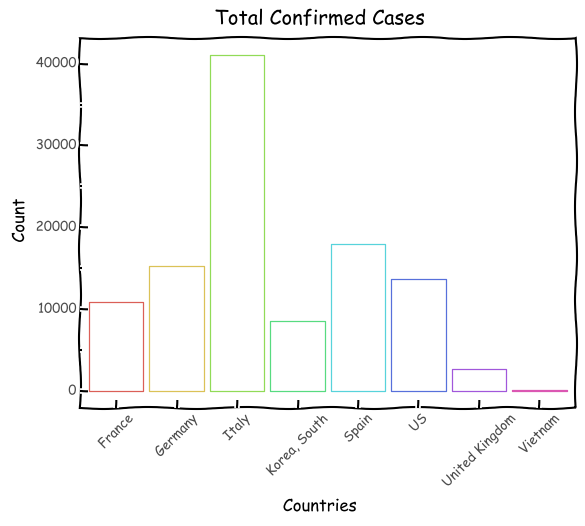 Total Confirmed Cases
40000
30000
20000
10000
0
Count
France
Germany
Italy
Korea, South
Spain
US
United Kingdom
Vietnam
Countries